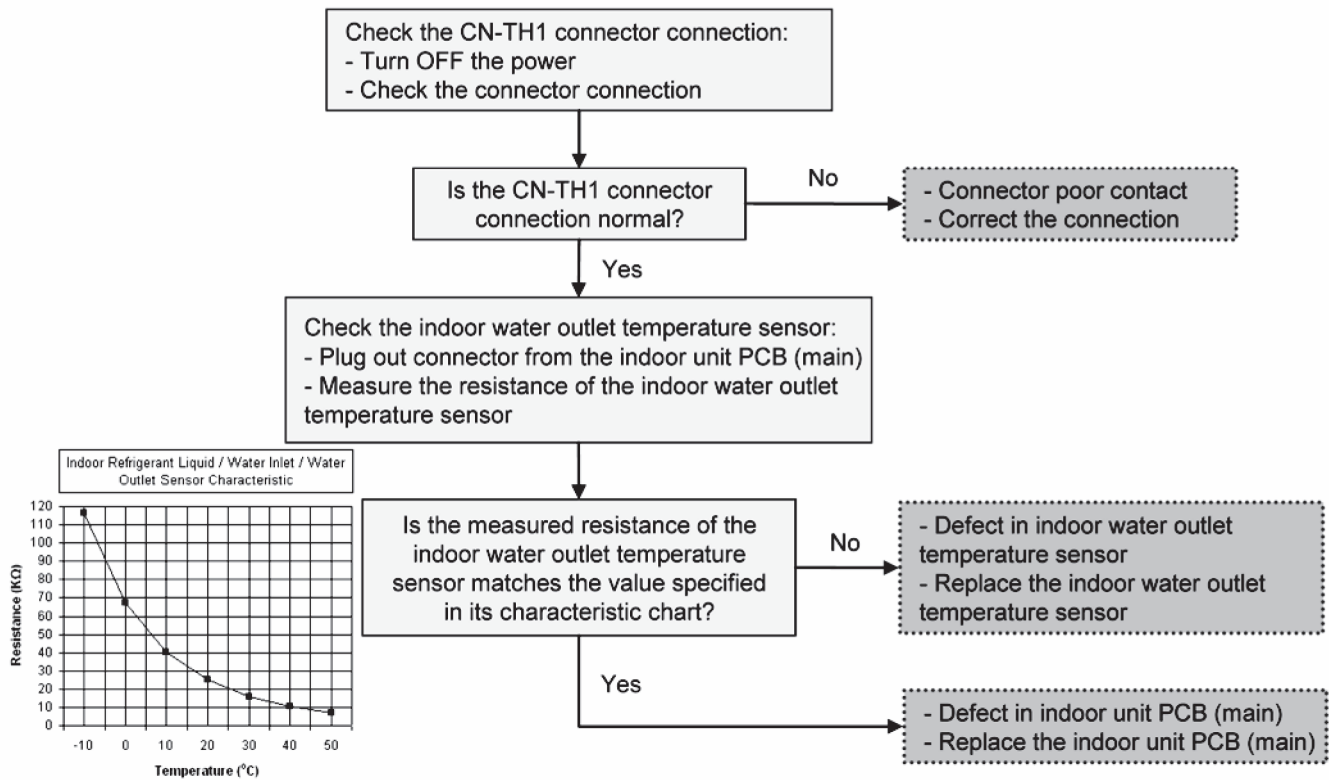 Check the CN-TH1 connector connection:
- Turn OFF the power
- Check the connector connection
Is the CN-TH1 connector
connection normal?
No
- Connector poor contact
- Correct the connection
Yes
Check the indoor water outlet temperature sensor:
- Plug out connector from the indoor unit PCB (main)
- Measure the resistance of the indoor water outlet
temperature sensor
Indoor Refrigerant Liquid / Water Inlet / Water
Outlet Sensor Characteristic
Resistance (KΩ)
120
110
100
90
80
70
60
50
40
30
20
10
0
-10 0 10 20 30 40 50
Temperature (°C)
Is the measured resistance of the
indoor water outlet temperature
sensor matches the value specified
in its characteristic chart?
No
- Defect in indoor water outlet
temperature sensor
- Replace the indoor water outlet
temperature sensor
Yes
- Defect in indoor unit PCB (main)
- Replace the indoor unit PCB (main)